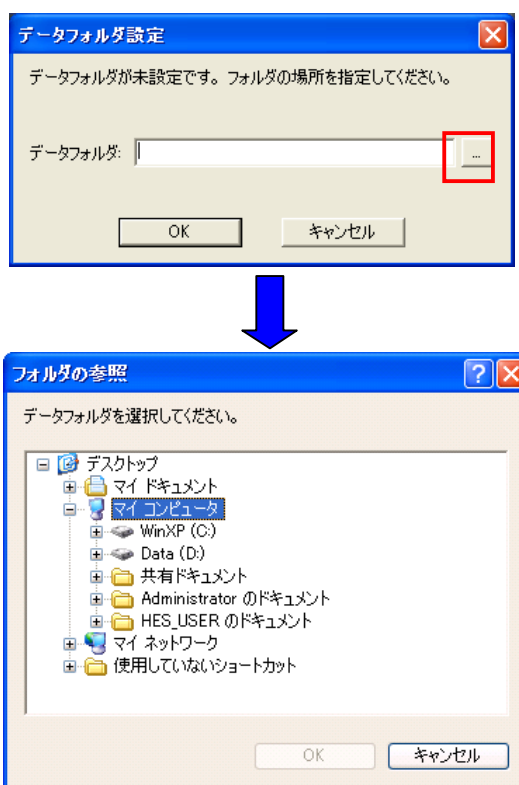 データフォルダ設定
データフォルダが未設定です。フォルダの場所を指定してください。
データフォルダ:
...
OK
キャンセル
フォルダの参照
データフォルダを選択してください。
デスクトップ
マイ ドキュメント
マイ コンピュータ
WinXP (C:)
Data (D:)
共有ドキュメント
Administrator のドキュメント
HES_USER のドキュメント
マイ ネットワーク
使用していないショートカット
OK
キャンセル